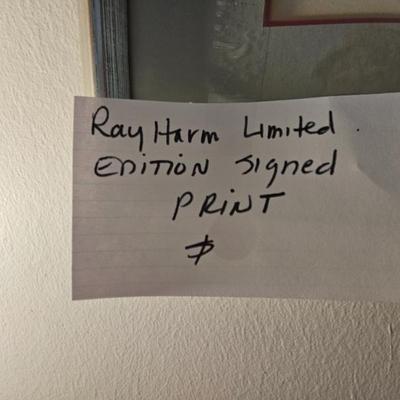 Ray Harm Limited.
EDITION Signed
PRINT